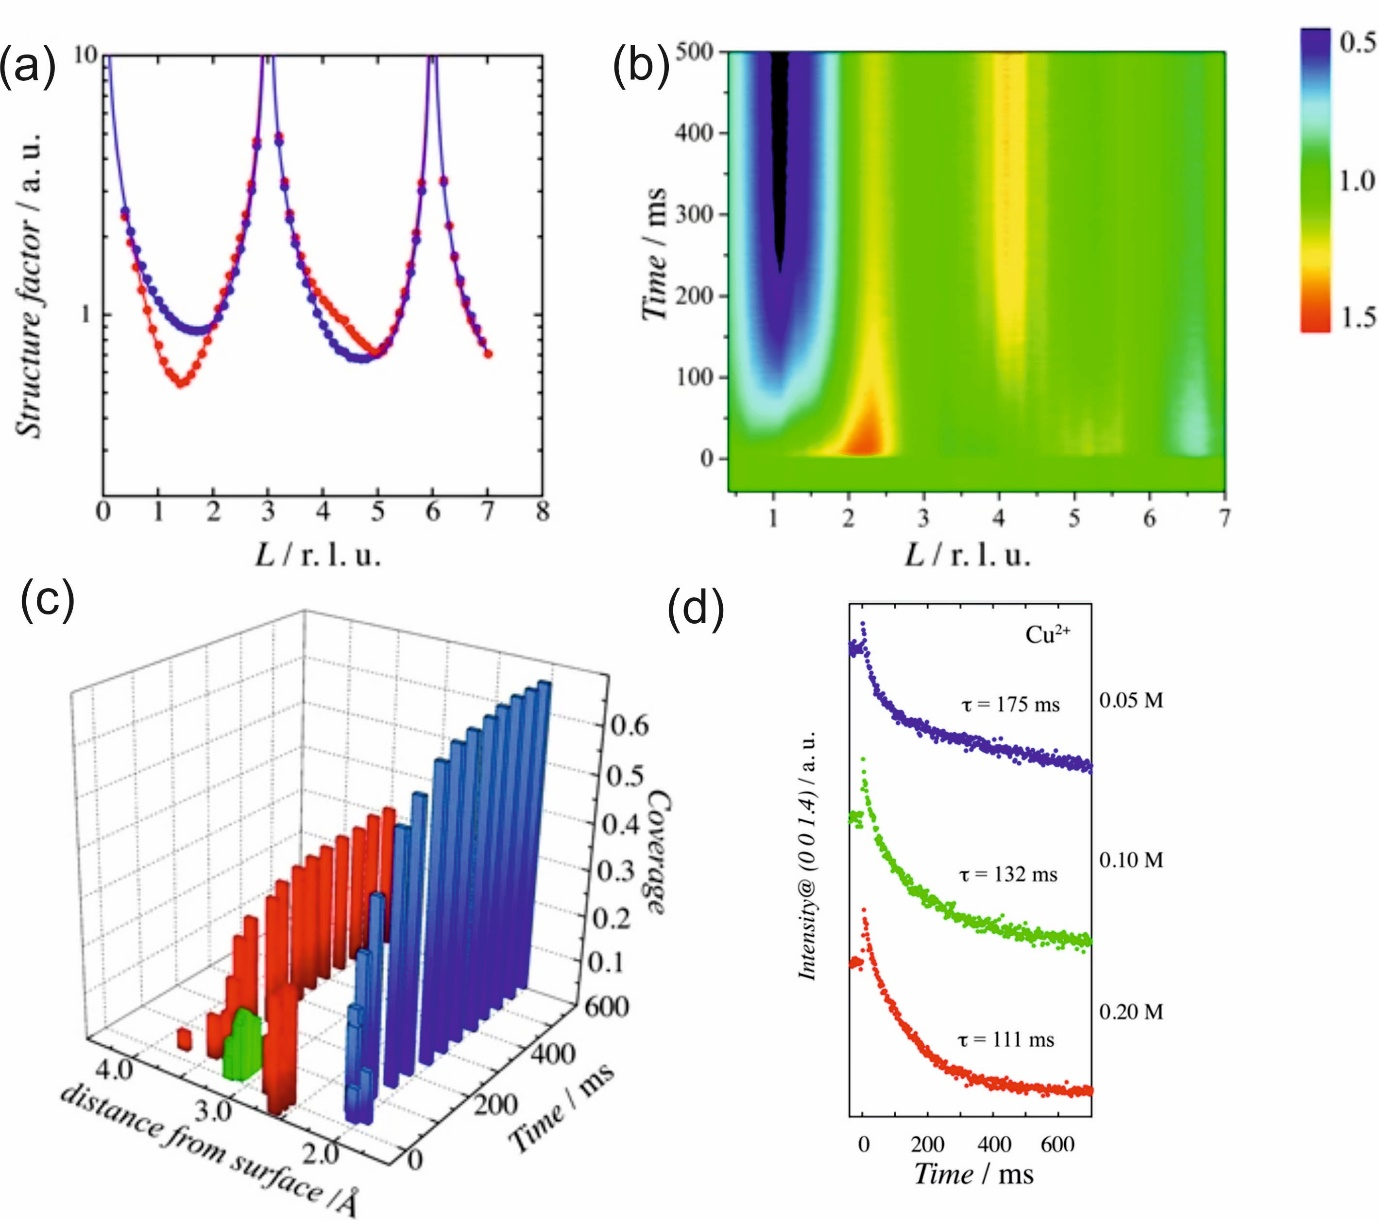 (a)
10
1
Structure factor / a. u.
0 1 2 3 4 5 6 7 8
L / r. l. u.
(b)
500
400
300
200
100
0
Time / ms
1 2 3 4 5 6 7
L / r. l. u.
0.5
1.0
1.5
(c)
0.6
0.5
0.4
0.3
0.2
0.1
Coverage
600
400
200
0
Time / ms
4.0
3.0
2.0
distance from surface /Å
(d)
Cu²⁺
τ = 175 ms
0.05 M
τ = 132 ms
0.10 M
τ = 111 ms
0.20 M
Intensity@ (0 0 1.4) / a. u.
0 200 400 600
Time / ms